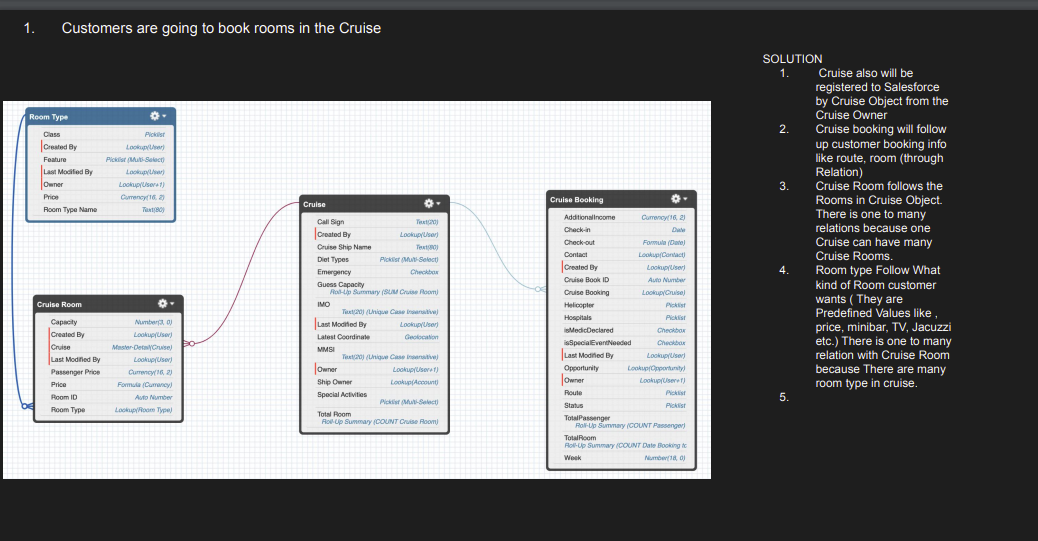 1. Customers are going to book rooms in the Cruise
Room Type
Class Picklist
Created By Lookup(User)
Feature Picklist (Multi-Select)
Last Modified By Lookup(User)
Owner Lookup(User+1)
Price Currency(16, 2)
Room Type Name Text(80)
Cruise Room
Capacity Number(3, 0)
Created By Lookup(User)
Cruise Master-Detail(Cruise)
Last Modified By Lookup(User)
Passenger Price Currency(16, 2)
Price Formula (Currency)
Room ID Auto Number
Room Type Lookup(Room Type)
Cruise
Call Sign Text(20)
Created By Lookup(User)
Cruise Ship Name Text(80)
Diet Types Picklist (Multi-Select)
Emergency Checkbox
Guess Capacity
Roll-Up Summary (SUM Cruise Room)
IMO
Text(20) (Unique Case Insensitive)
Last Modified By Lookup(User)
Latest Coordinate Geolocation
MMSI
Text(20) (Unique Case Insensitive)
Owner Lookup(User+1)
Ship Owner Lookup(Account)
Special Activities
Picklist (Multi-Select)
Total Room
Roll-Up Summary (COUNT Cruise Room)
Cruise Booking
AdditionalIncome Currency(16, 2)
Check-in Date
Check-out Formula (Date)
Contact Lookup(Contact)
Created By Lookup(User)
Cruise Book ID Auto Number
Cruise Booking Lookup(Cruise)
Helicopter Picklist
Hospitals Picklist
isMedicDeclared Checkbox
isSpecialEventNeeded Checkbox
Last Modified By Lookup(User)
Opportunity Lookup(Opportunity)
Owner Lookup(User+1)
Route Picklist
Status Picklist
TotalPassenger
Roll-Up Summary (COUNT Passenger)
TotalRoom
Roll-Up Summary (COUNT Date Booking tc
Week Number(18, 0)
SOLUTION
1. Cruise also will be
registered to Salesforce
by Cruise Object from the
Cruise Owner
2. Cruise booking will follow
up customer booking info
like route, room (through
Relation)
3. Cruise Room follows the
Rooms in Cruise Object.
There is one to many
relations because one
Cruise can have many
Cruise Rooms.
4. Room type Follow What
kind of Room customer
wants ( They are
Predefined Values like ,
price, minibar, TV, Jacuzzi
etc.) There is one to many
relation with Cruise Room
because There are many
room type in cruise.
5.